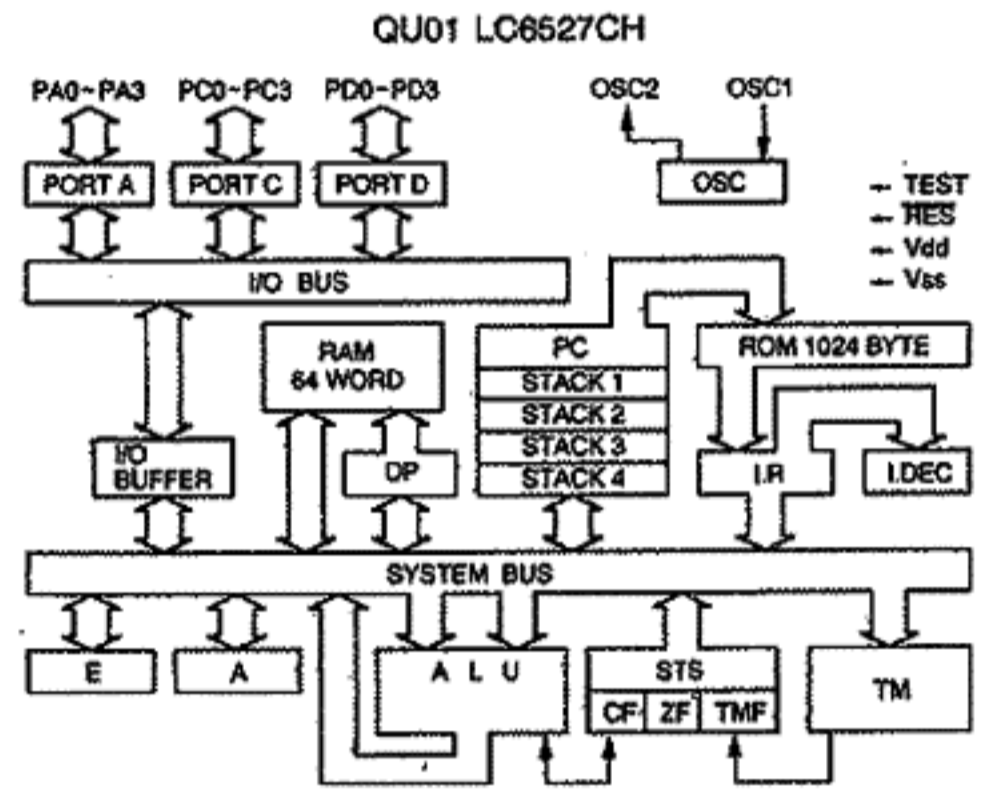 QU01 LC6527CH
PA0~PA3 PC0~PC3 PD0~PD3 OSC2 OSC1
PORT A PORT C PORT D OSC
TEST
RES
Vdd
Vss
I/O BUS
RAM
64 WORD
PC
STACK 1
STACK 2
STACK 3
STACK 4
ROM 1024 BYTE
I/O
BUFFER
DP
I.R
I.DEC
SYSTEM BUS
E A A L U STS TM
CF ZF TMF